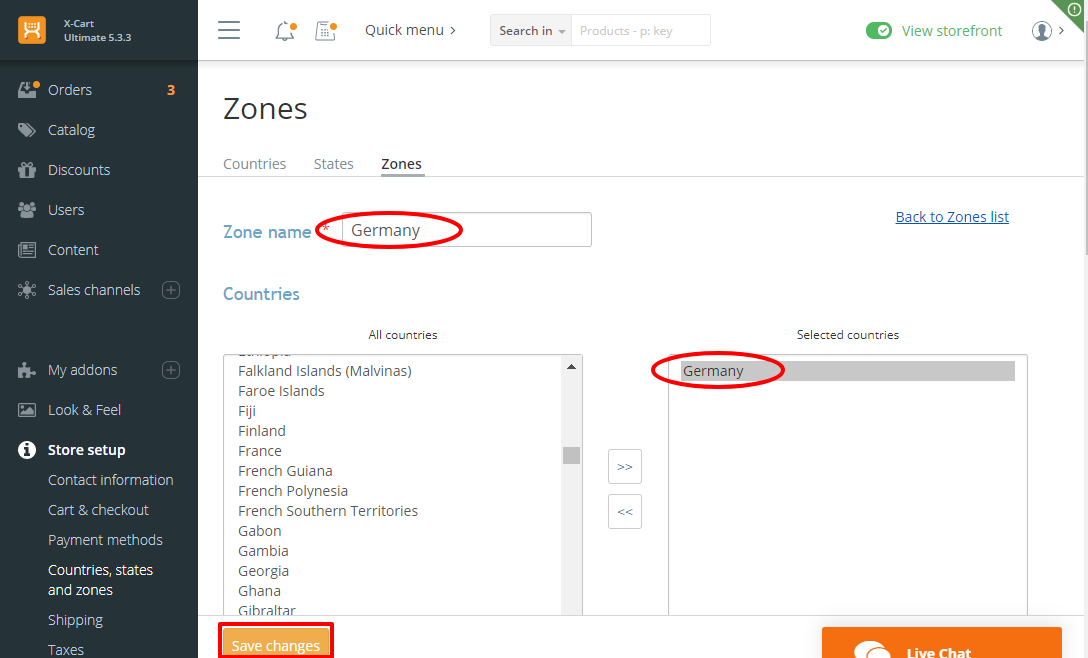 X-Cart
Ultimate 5.3.3
Quick menu
Search in
Products - p: key
View storefront
Orders 3
Catalog
Discounts
Users
Content
Sales channels
My addons
Look & Feel
Store setup
Contact information
Cart & checkout
Payment methods
Countries, states
and zones
Shipping
Taxes
Zones
Countries States Zones
Zone name * Germany
Back to Zones list
Countries
All countries
Selected countries
Ethiopia
Falkland Islands (Malvinas)
Faroe Islands
Fiji
Finland
France
French Guiana
French Polynesia
French Southern Territories
Gabon
Gambia
Georgia
Ghana
Gibraltar
>>
<<
Germany
Save changes
Live Chat